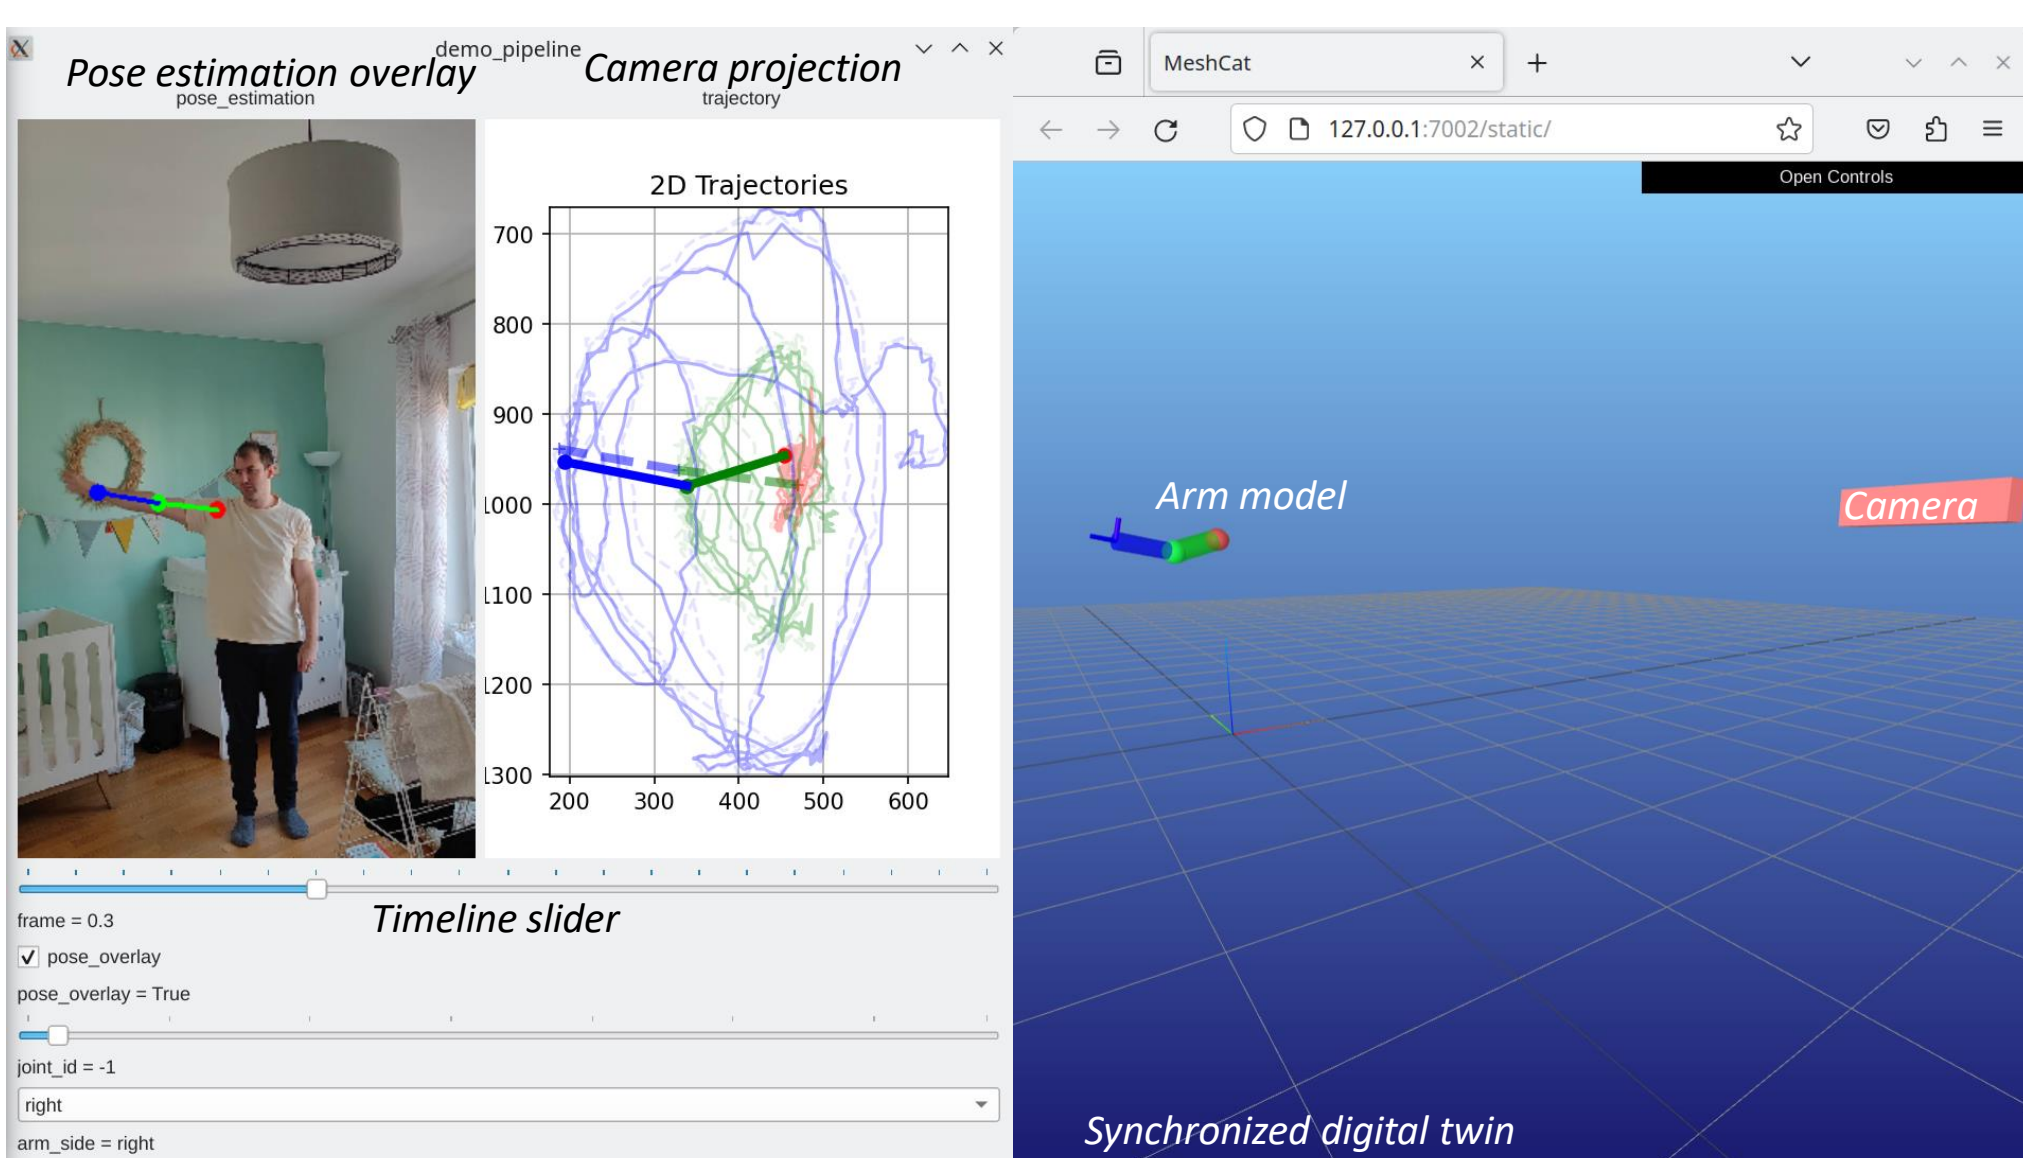 demo_pipeline
Pose estimation overlay
Camera projection
pose_estimation
trajectory
2D Trajectories
700
800
900
1000
1100
1200
1300
200 300 400 500 600
Timeline slider
frame = 0.3
pose_overlay
pose_overlay = True
joint_id = -1
right
arm_side = right
MeshCat
127.0.0.1:7002/static/
Open Controls
Arm model
Camera
Synchronized digital twin